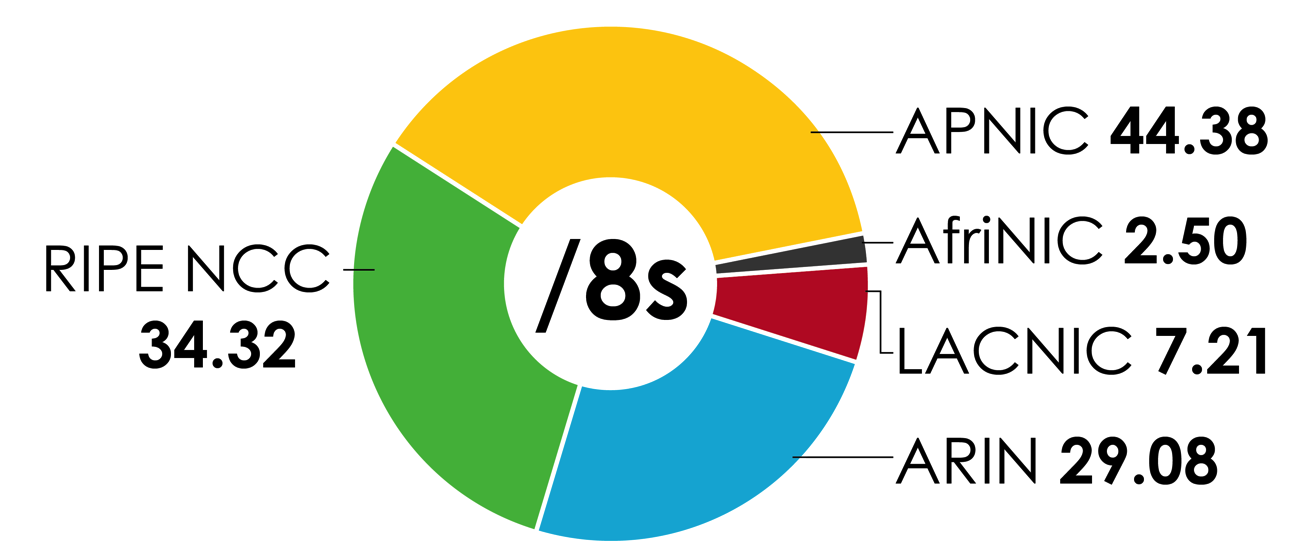 APNIC 44.38
AfriNIC 2.50
RIPE NCC
34.32
/8s
LACNIC 7.21
ARIN 29.08